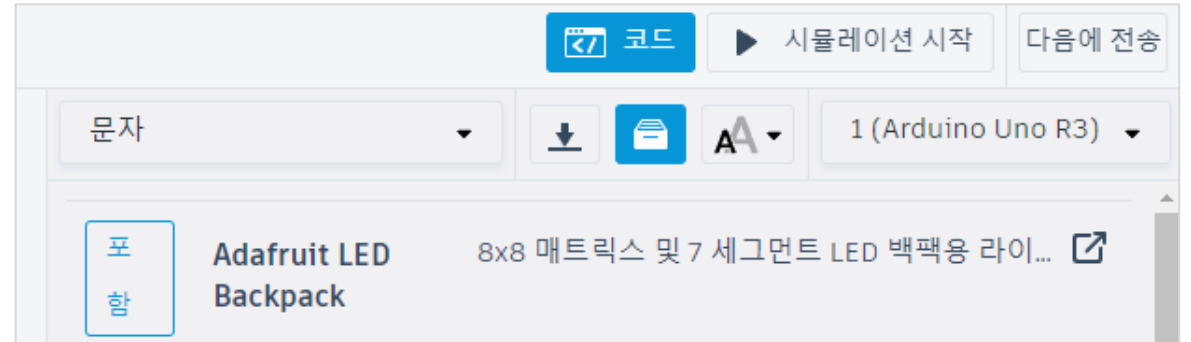 코드
시뮬레이션 시작
다음에 전송
문자
1 (Arduino Uno R3)
포
함
Adafruit LED
Backpack
8x8 매트릭스 및 7 세그먼트 LED 백팩용 라이...